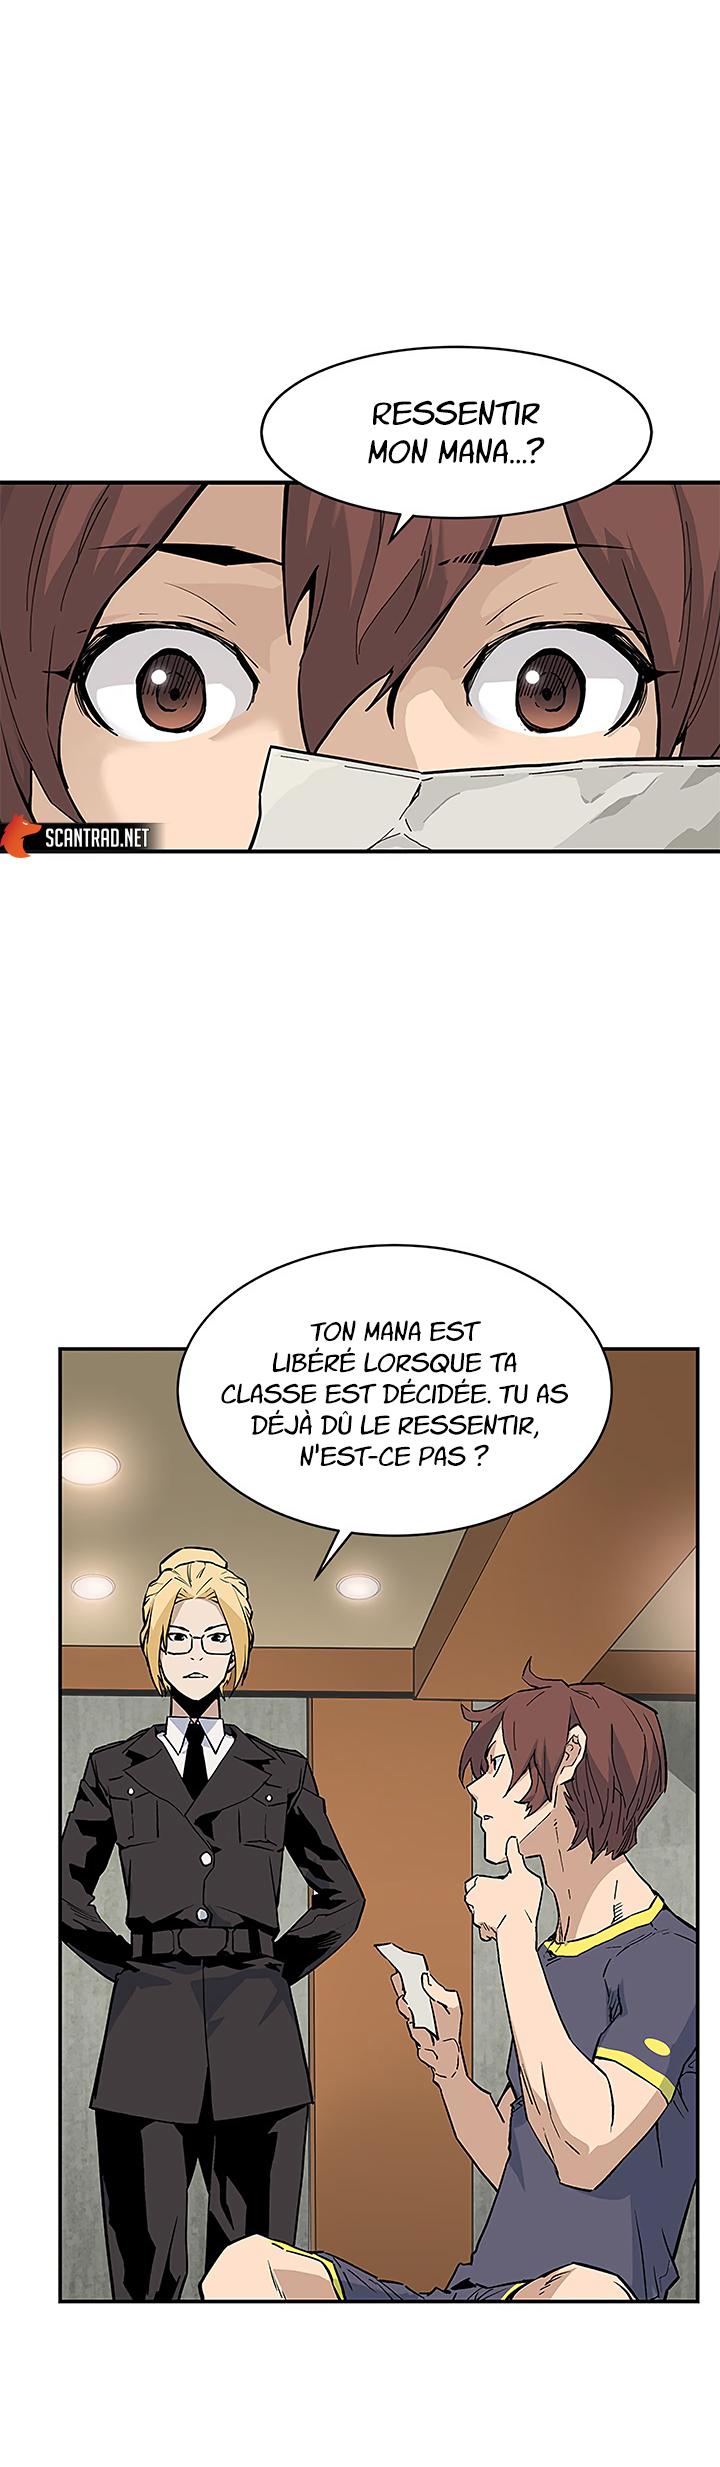 RESSENTIR
MON MANA...?
SCANTRAD.NET
TON MANA EST
LIBÉRÉ LORSQUE TA
CLASSE EST DÉCIDÉE. TU AS
DÉJÀ DÛ LE RESSENTIR,
N'EST-CE PAS ?